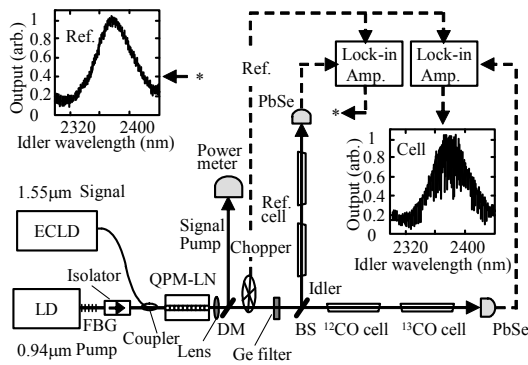 Output (arb.)
1
0.8
0.6
0.4
0.2
0
Ref.
*
2320
2400
Idler wavelength (nm)
Ref.
Lock-in
Amp.
Lock-in
Amp.
PbSe
*
Output (arb.)
1
0.8
0.6
0.4
0.2
0
Cell
2320
2440
Idler wavelength (nm)
Power
meter
Signal
Pump
Chopper
Ref.
cell
1.55μm Signal
ECLD
Isolator
QPM-LN
LD
FBG
Coupler
Lens
DM
Ge filter
Idler
BS
¹²CO cell
¹³CO cell
PbSe
0.94μm Pump